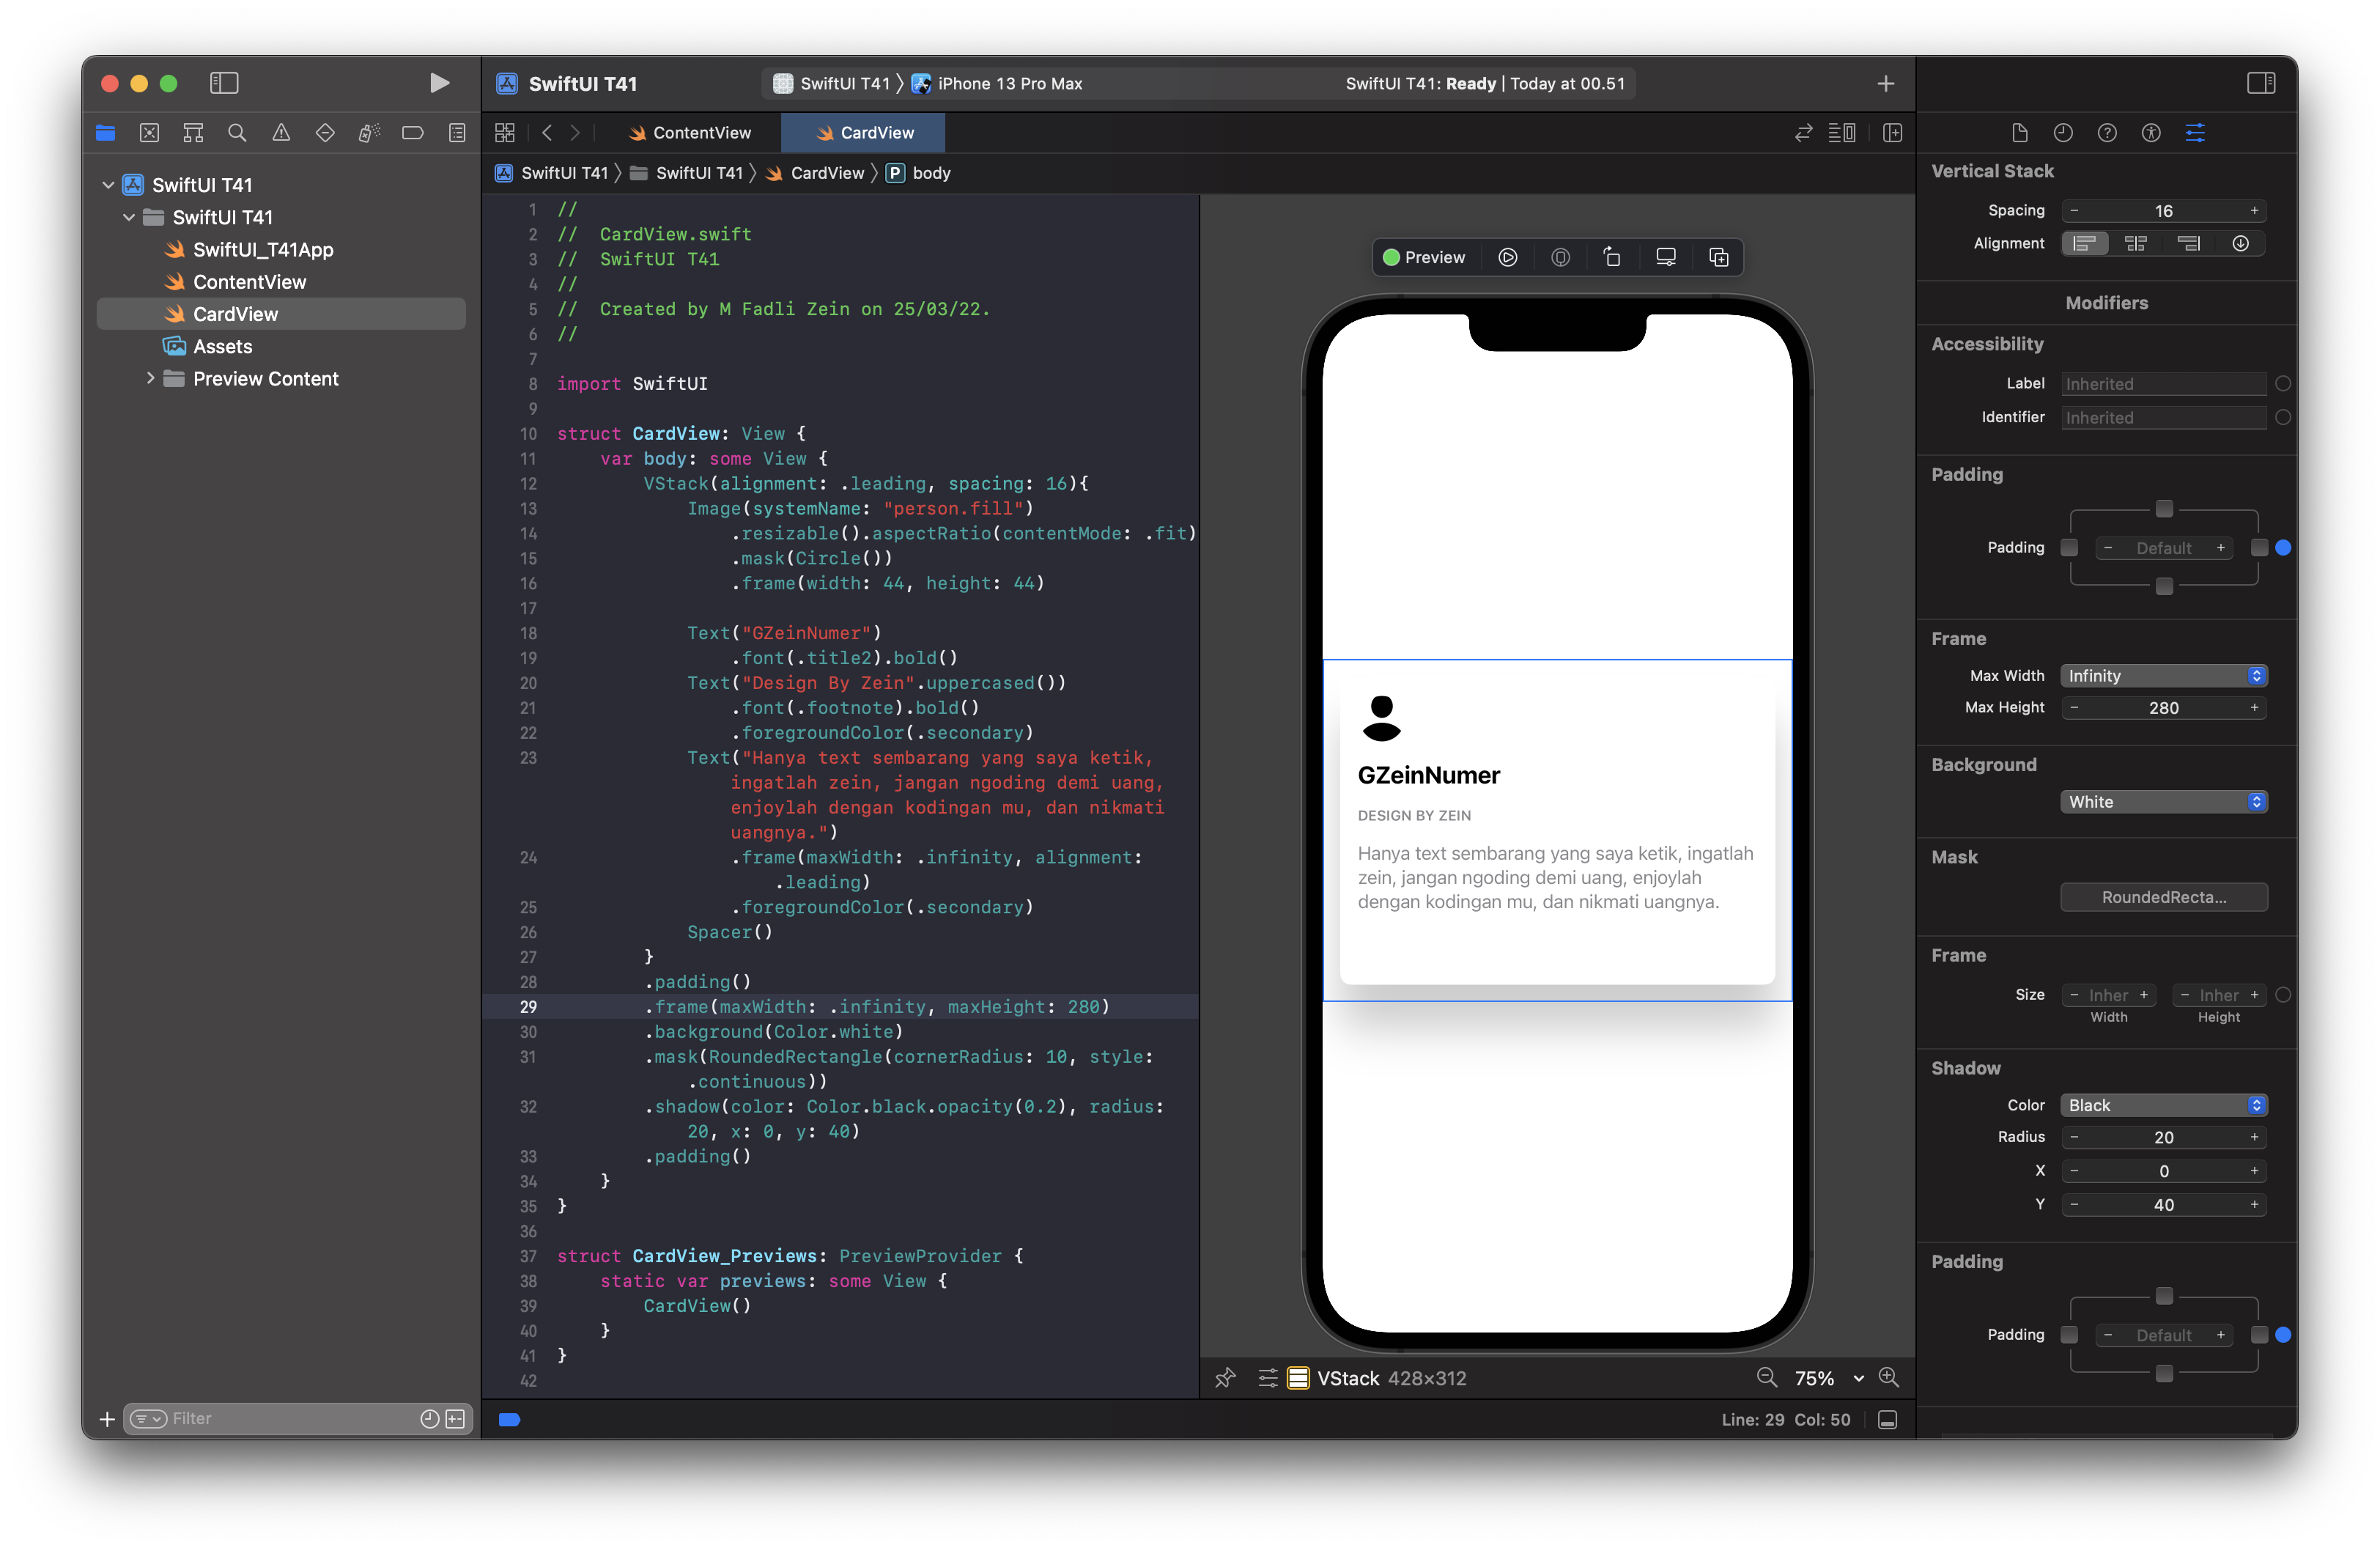 SwiftUI T41
SwiftUI T41 〉 iPhone 13 Pro Max
SwiftUI T41: Ready | Today at 00.51
ContentView
CardView
SwiftUI T41 〉 SwiftUI T41 〉 CardView 〉 P body
SwiftUI T41
SwiftUI T41
SwiftUI_T41App
ContentView
CardView
Assets
Preview Content
Filter
1 //
2 //  CardView.swift
3 //  SwiftUI T41
4 //
5 //  Created by M Fadli Zein on 25/03/22.
6 //
7
8 import SwiftUI
9
10 struct CardView: View {
11     var body: some View {
12         VStack(alignment: .leading, spacing: 16){
13             Image(systemName: "person.fill")
14                 .resizable().aspectRatio(contentMode: .fit)
15                 .mask(Circle())
16                 .frame(width: 44, height: 44)
17
18             Text("GZeinNumer")
19                 .font(.title2).bold()
20             Text("Design By Zein".uppercased())
21                 .font(.footnote).bold()
22                 .foregroundColor(.secondary)
23             Text("Hanya text sembarang yang saya ketik,
ingatlah zein, jangan ngoding demi uang,
enjoylah dengan kodingan mu, dan nikmati
uangnya.")
24                 .frame(maxWidth: .infinity, alignment:
.leading)
25                 .foregroundColor(.secondary)
26             Spacer()
27         }
28         .padding()
29         .frame(maxWidth: .infinity, maxHeight: 280)
30         .background(Color.white)
31         .mask(RoundedRectangle(cornerRadius: 10, style:
.continuous))
32         .shadow(color: Color.black.opacity(0.2), radius:
20, x: 0, y: 40)
33         .padding()
34     }
35 }
36
37 struct CardView_Previews: PreviewProvider {
38     static var previews: some View {
39         CardView()
40     }
41 }
42
Preview
GZeinNumer
DESIGN BY ZEIN
Hanya text sembarang yang saya ketik, ingatlah
zein, jangan ngoding demi uang, enjoylah
dengan kodingan mu, dan nikmati uangnya.
VStack 428×312
75%
Line: 29 Col: 50
Vertical Stack
Spacing - 16 +
Alignment
Modifiers
Accessibility
Label Inherited
Identifier Inherited
Padding
Padding - Default +
Frame
Max Width Infinity
Max Height - 280 +
Background
White
Mask
RoundedRecta...
Frame
Size - Inher + - Inher +
Width Height
Shadow
Color Black
Radius - 20 +
X - 0 +
Y - 40 +
Padding
Padding - Default +